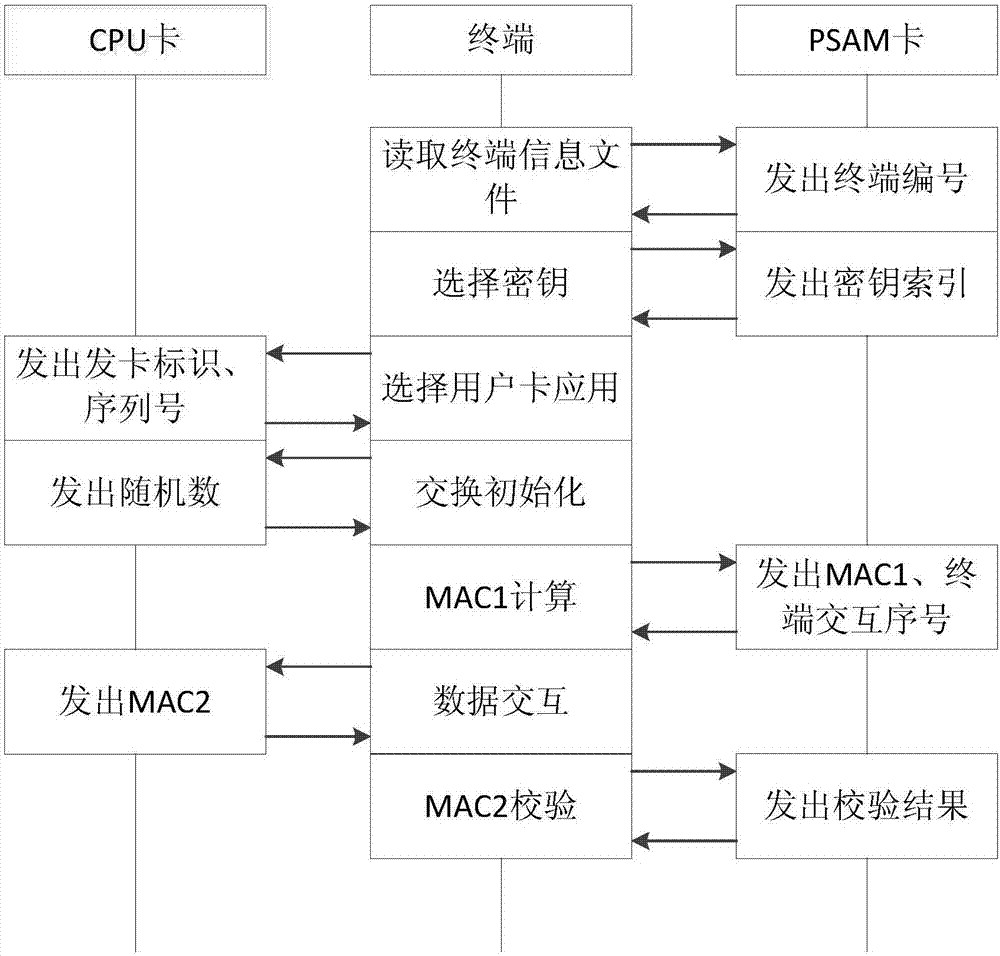 CPU卡
终端
PSAM卡
读取终端信息文
件
发出终端编号
选择密钥
发出密钥索引
发出发卡标识、
序列号
选择用户卡应用
发出随机数
交换初始化
MAC1计算
发出MAC1、终
端交互序号
发出MAC2
数据交互
MAC2校验
发出校验结果